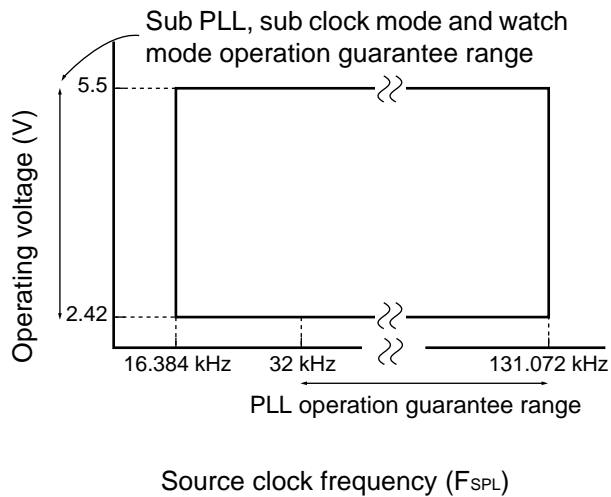 Sub PLL, sub clock mode and watch
mode operation guarantee range
Operating voltage (V)
5.5
2.42
16.384 kHz
32 kHz
131.072 kHz
PLL operation guarantee range
Source clock frequency (FSPL)